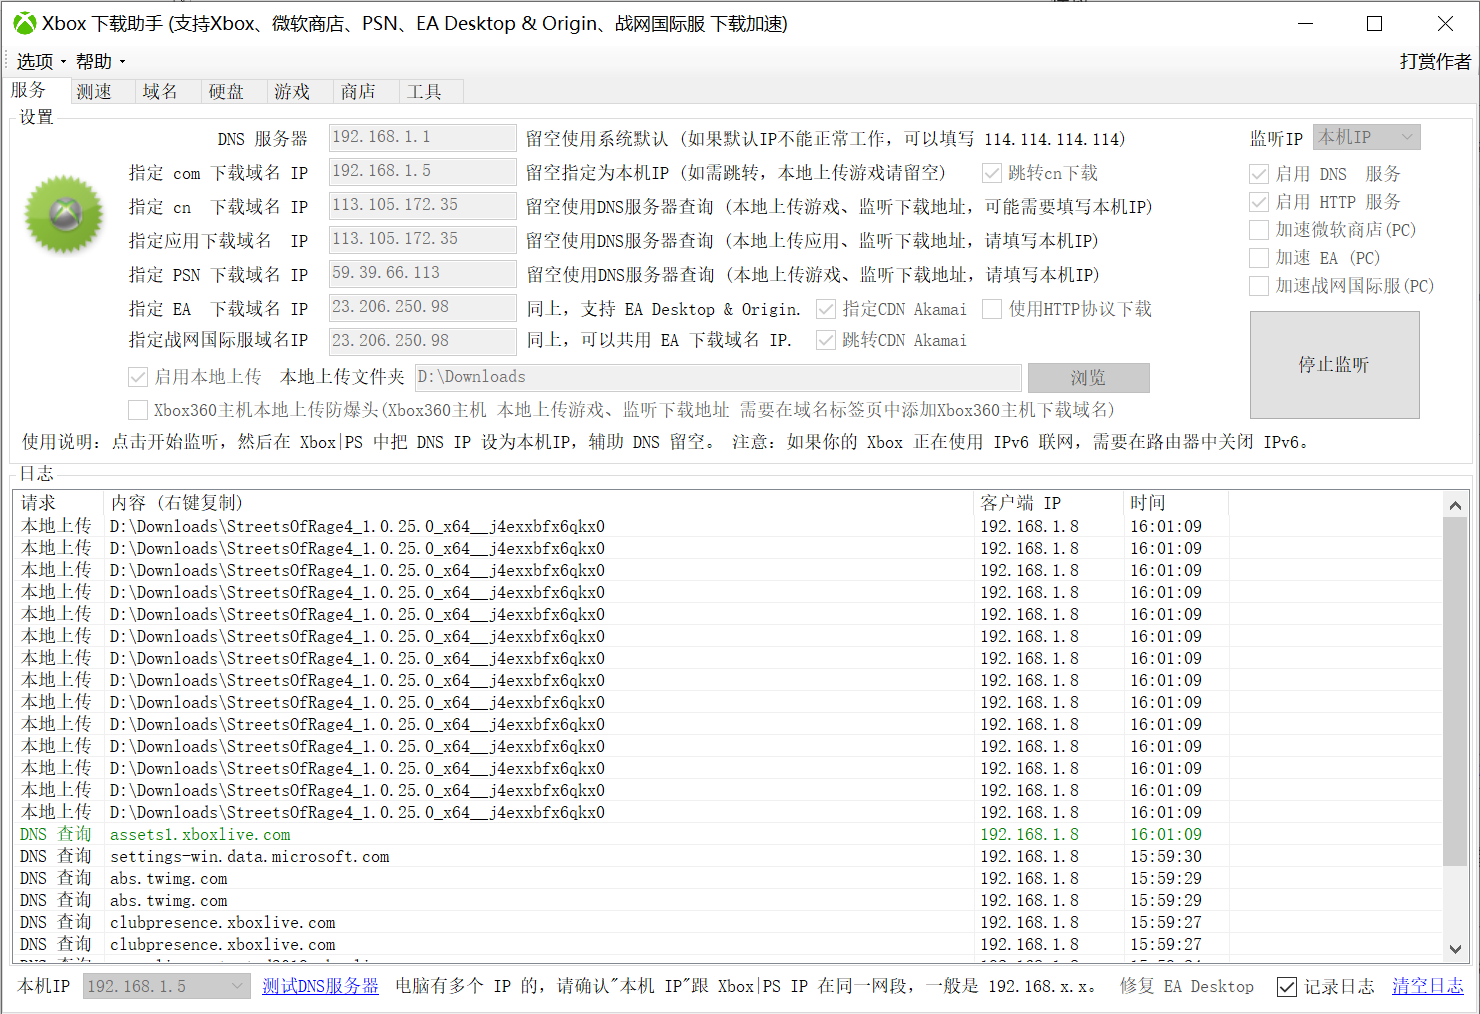 Xbox 下载助手 (支持Xbox、微软商店、PSN、EA Desktop & Origin、战网国际服 下载加速)
选项 帮助 打赏作者
服务 测速 域名 硬盘 游戏 商店 工具
设置
DNS 服务器 192.168.1.1 留空使用系统默认 (如果默认IP不能正常工作，可以填写 114.114.114.114) 监听IP 本机IP
指定 com 下载域名 IP 192.168.1.5 留空指定为本机IP (如需跳转，本地上传游戏请留空) 跳转cn下载 启用 DNS 服务
指定 cn 下载域名 IP 113.105.172.35 留空使用DNS服务器查询 (本地上传游戏、监听下载地址，可能需要填写本机IP) 启用 HTTP 服务
加速微软商店(PC)
指定应用下载域名 IP 113.105.172.35 留空使用DNS服务器查询 (本地上传应用、监听下载地址，请填写本机IP) 加速 EA (PC)
指定 PSN 下载域名 IP 59.39.66.113 留空使用DNS服务器查询 (本地上传游戏、监听下载地址，请填写本机IP) 加速战网国际服(PC)
指定 EA 下载域名 IP 23.206.250.98 同上，支持 EA Desktop & Origin. 指定CDN Akamai 使用HTTP协议下载
指定战网国际服域名IP 23.206.250.98 同上，可以共用 EA 下载域名 IP. 跳转CDN Akamai
停止监听
启用本地上传 本地上传文件夹 D:\Downloads 浏览
Xbox360主机本地上传防爆头(Xbox360主机 本地上传游戏、监听下载地址 需要在域名标签页中添加Xbox360主机下载域名)
使用说明：点击开始监听，然后在 Xbox|PS 中把 DNS IP 设为本机IP，辅助 DNS 留空。 注意：如果你的 Xbox 正在使用 IPv6 联网，需要在路由器中关闭 IPv6。
日志
请求 内容 (右键复制) 客户端 IP 时间
本地上传 D:\Downloads\StreetsOfRage4_1.0.25.0_x64__j4exxbfx6qkx0 192.168.1.8 16:01:09
本地上传 D:\Downloads\StreetsOfRage4_1.0.25.0_x64__j4exxbfx6qkx0 192.168.1.8 16:01:09
本地上传 D:\Downloads\StreetsOfRage4_1.0.25.0_x64__j4exxbfx6qkx0 192.168.1.8 16:01:09
本地上传 D:\Downloads\StreetsOfRage4_1.0.25.0_x64__j4exxbfx6qkx0 192.168.1.8 16:01:09
本地上传 D:\Downloads\StreetsOfRage4_1.0.25.0_x64__j4exxbfx6qkx0 192.168.1.8 16:01:09
本地上传 D:\Downloads\StreetsOfRage4_1.0.25.0_x64__j4exxbfx6qkx0 192.168.1.8 16:01:09
本地上传 D:\Downloads\StreetsOfRage4_1.0.25.0_x64__j4exxbfx6qkx0 192.168.1.8 16:01:09
本地上传 D:\Downloads\StreetsOfRage4_1.0.25.0_x64__j4exxbfx6qkx0 192.168.1.8 16:01:09
本地上传 D:\Downloads\StreetsOfRage4_1.0.25.0_x64__j4exxbfx6qkx0 192.168.1.8 16:01:09
本地上传 D:\Downloads\StreetsOfRage4_1.0.25.0_x64__j4exxbfx6qkx0 192.168.1.8 16:01:09
本地上传 D:\Downloads\StreetsOfRage4_1.0.25.0_x64__j4exxbfx6qkx0 192.168.1.8 16:01:09
本地上传 D:\Downloads\StreetsOfRage4_1.0.25.0_x64__j4exxbfx6qkx0 192.168.1.8 16:01:09
本地上传 D:\Downloads\StreetsOfRage4_1.0.25.0_x64__j4exxbfx6qkx0 192.168.1.8 16:01:09
本地上传 D:\Downloads\StreetsOfRage4_1.0.25.0_x64__j4exxbfx6qkx0 192.168.1.8 16:01:09
DNS 查询 assets1.xboxlive.com 192.168.1.8 16:01:09
DNS 查询 settings-win.data.microsoft.com 192.168.1.8 15:59:30
DNS 查询 abs.twimg.com 192.168.1.8 15:59:29
DNS 查询 abs.twimg.com 192.168.1.8 15:59:29
DNS 查询 clubpresence.xboxlive.com 192.168.1.8 15:59:27
DNS 查询 clubpresence.xboxlive.com 192.168.1.8 15:59:27
本机IP 192.168.1.5 测试DNS服务器 电脑有多个 IP 的，请确认"本机 IP"跟 Xbox|PS IP 在同一网段，一般是 192.168.x.x。 修复 EA Desktop 记录日志 清空日志